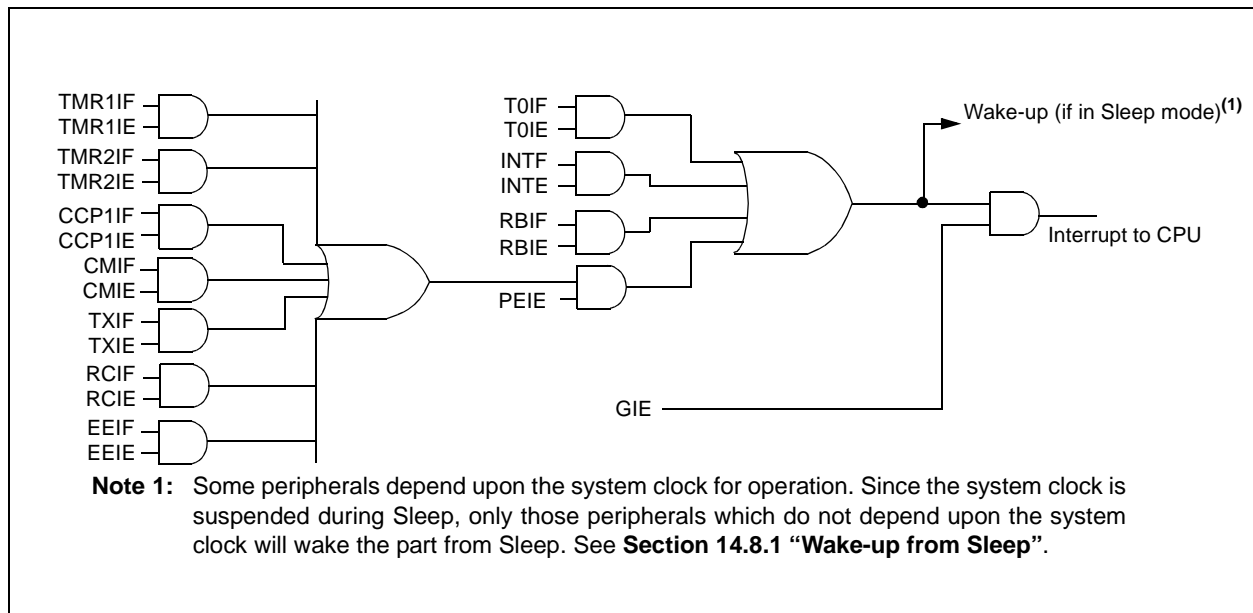 TMR1IF
TMR1IE
TMR2IF
TMR2IE
CCP1IF
CCP1IE
CMIF
CMIE
TXIF
TXIE
RCIF
RCIE
EEIF
EEIE
T0IF
T0IE
INTF
INTE
RBIF
RBIE
PEIE
GIE
Wake-up (if in Sleep mode)(1)
Interrupt to CPU
Note 1: Some peripherals depend upon the system clock for operation. Since the system clock is
suspended during Sleep, only those peripherals which do not depend upon the system
clock will wake the part from Sleep. See Section 14.8.1 “Wake-up from Sleep”.